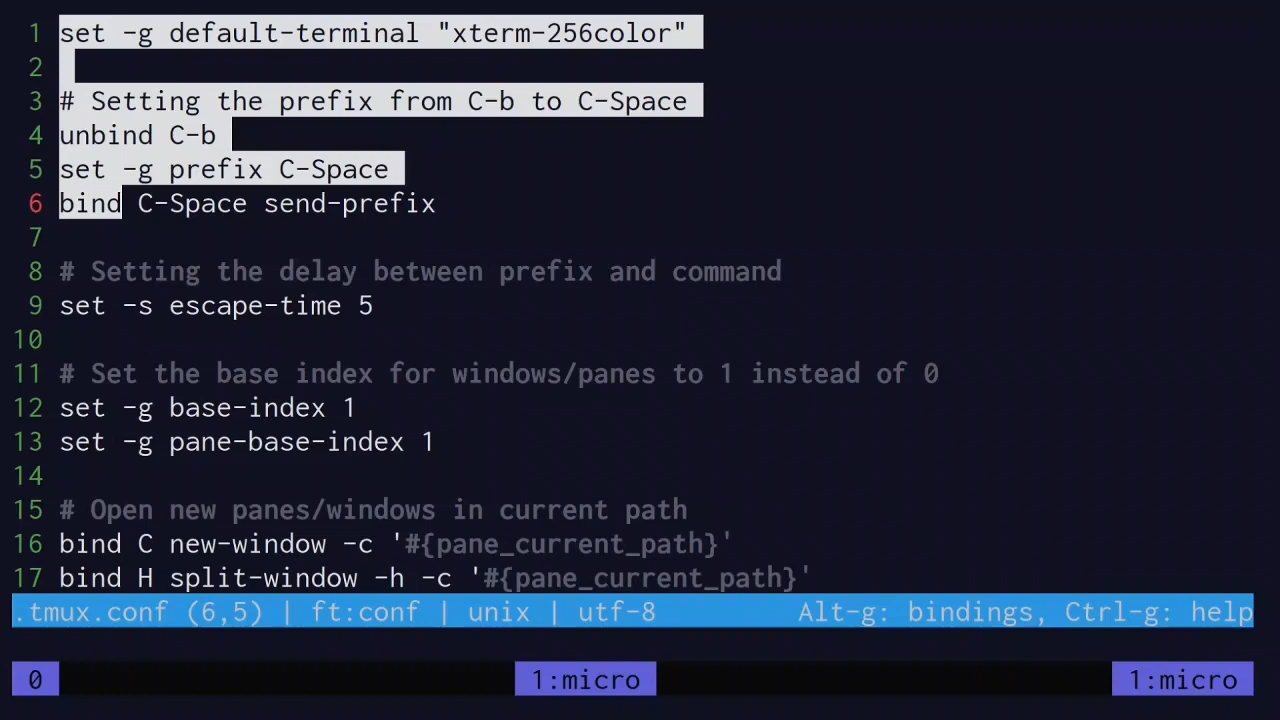 1 set -g default-terminal "xterm-256color"
2
3 # Setting the prefix from C-b to C-Space
4 unbind C-b
5 set -g prefix C-Space
6 bind C-Space send-prefix
7
8 # Setting the delay between prefix and command
9 set -s escape-time 5
10
11 # Set the base index for windows/panes to 1 instead of 0
12 set -g base-index 1
13 set -g pane-base-index 1
14
15 # Open new panes/windows in current path
16 bind C new-window -c '#{pane_current_path}'
17 bind H split-window -h -c '#{pane_current_path}'
.tmux.conf (6,5) | ft:conf | unix | utf-8 Alt-g: bindings, Ctrl-g: help
0 1:micro 1:micro